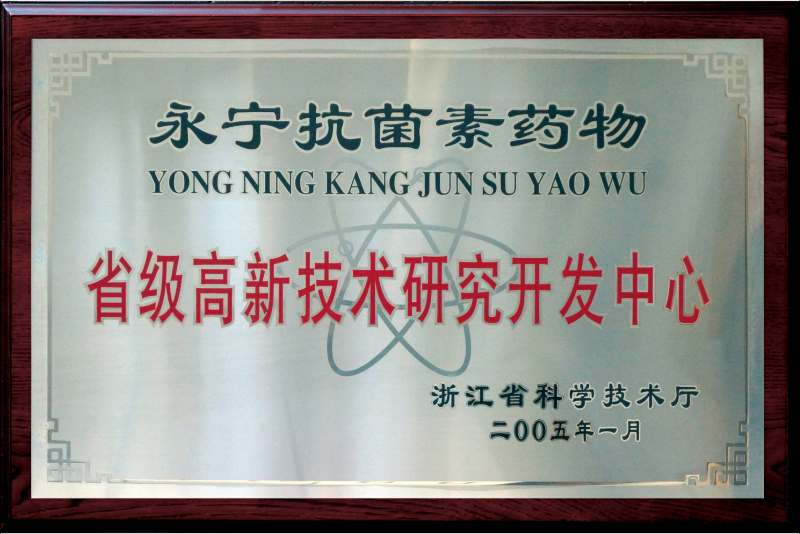 永宁抗菌素药物
YONG NING KANG JUN SU YAO WU
省级高新技术研究开发中心
浙江省科学技术厅
二00五年一月